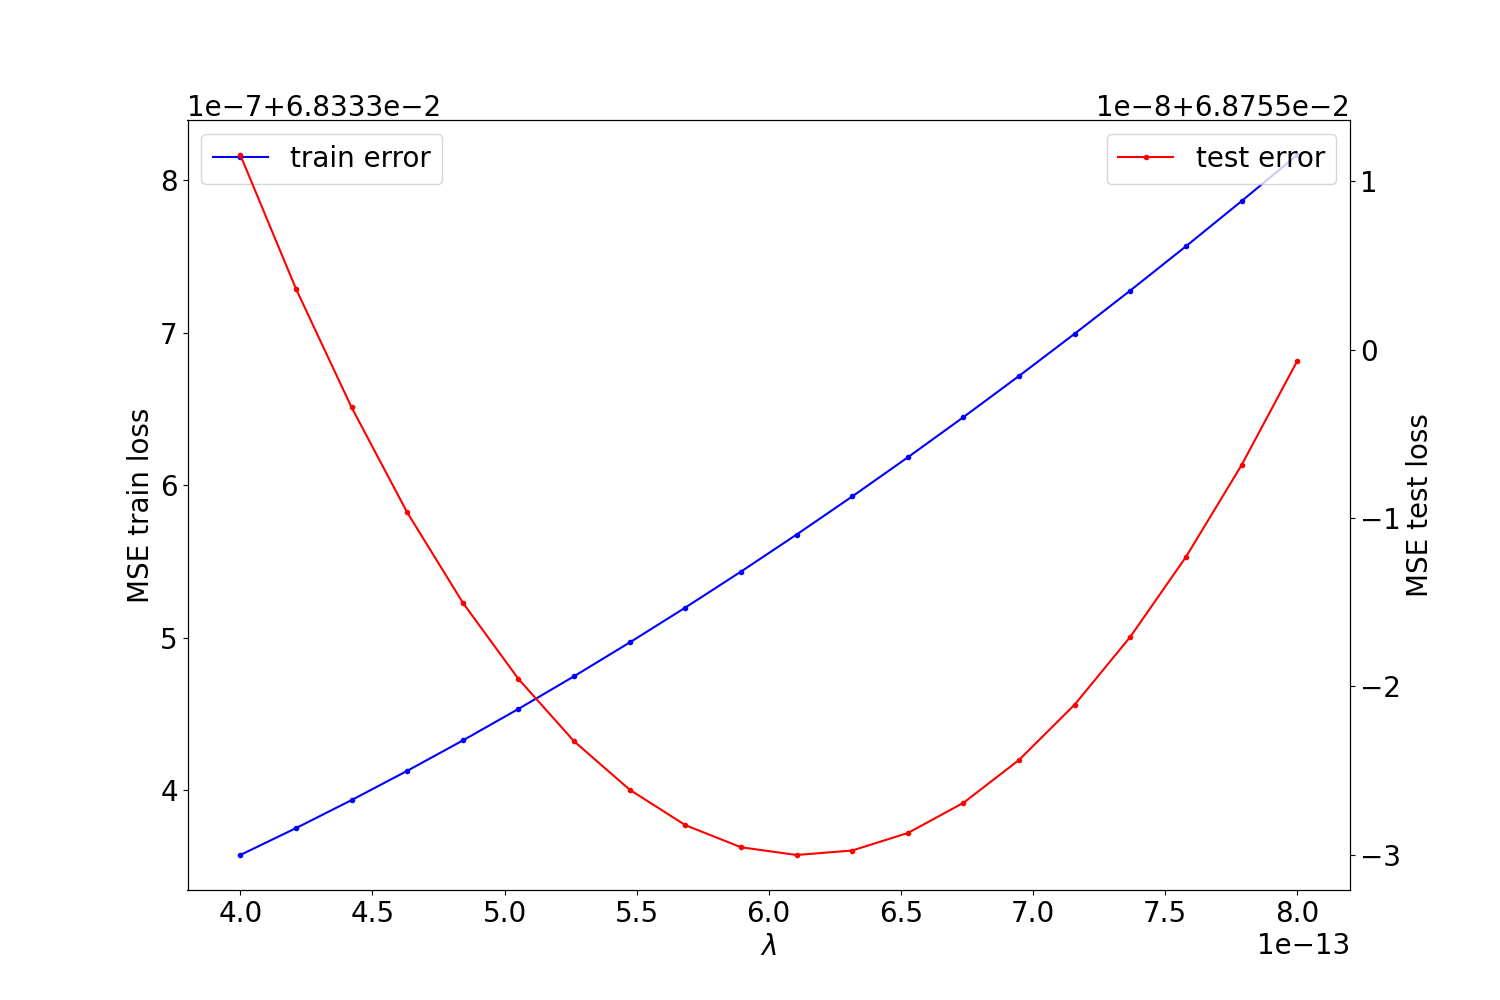 1e−7+6.8333e−2
1e−8+6.8755e−2
train error
test error
8
7
6
5
4
MSE train loss
1
0
−1
−2
−3
MSE test loss
4.0 4.5 5.0 5.5 6.0 6.5 7.0 7.5 8.0
λ
1e−13